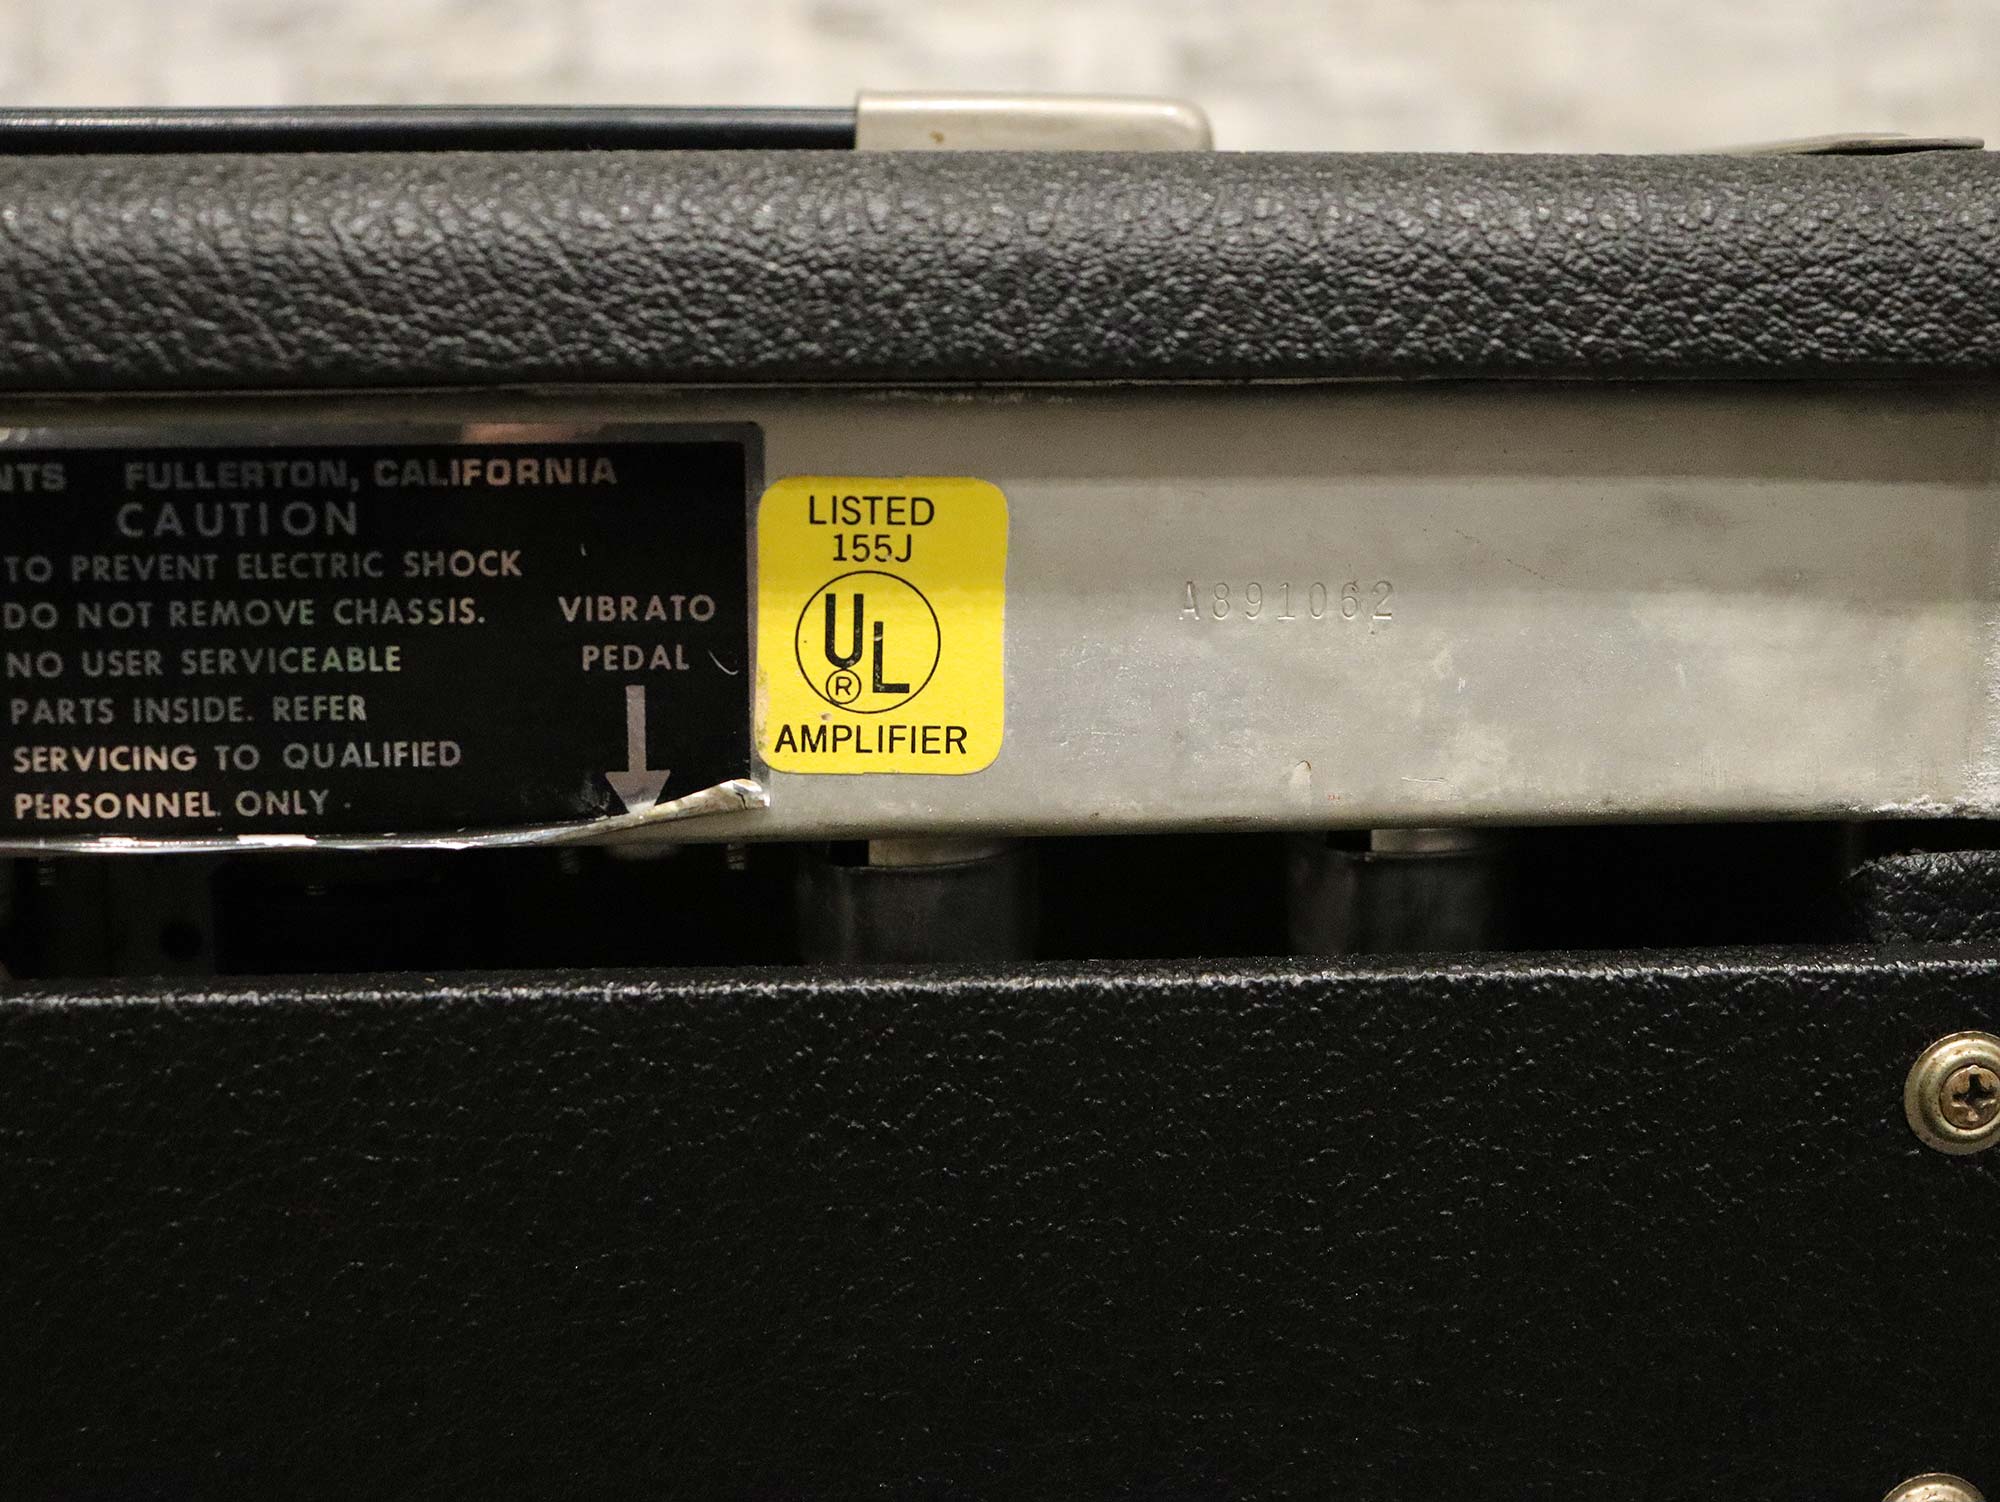 NTS FULLERTON, CALIFORNIA
CAUTION
TO PREVENT ELECTRIC SHOCK
DO NOT REMOVE CHASSIS.
NO USER SERVICEABLE
PARTS INSIDE. REFER
SERVICING TO QUALIFIED
PERSONNEL ONLY
VIBRATO
PEDAL
LISTED
155J
UL
®
AMPLIFIER
A891062